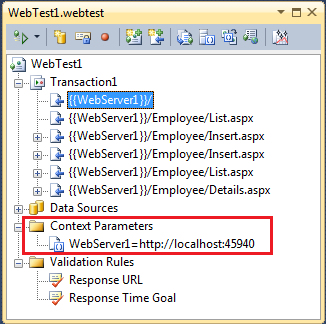 WebTest1.webtest
WebTest1
Transaction1
{{WebServer1}}/
{{WebServer1}}/Employee/List.aspx
{{WebServer1}}/Employee/Insert.aspx
{{WebServer1}}/Employee/Insert.aspx
{{WebServer1}}/Employee/List.aspx
{{WebServer1}}/Employee/Details.aspx
Data Sources
Context Parameters
WebServer1=http://localhost:45940
Validation Rules
Response URL
Response Time Goal